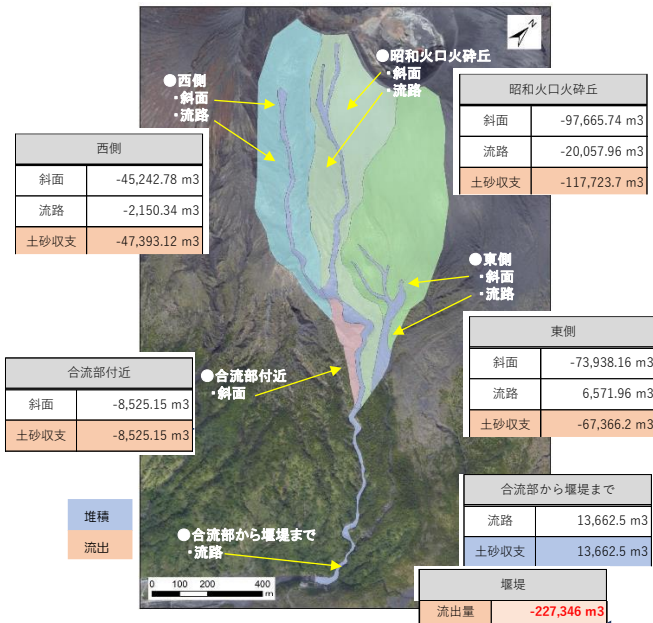 N
●西側
・斜面
・流路
●昭和火口火砕丘
・斜面
・流路
昭和火口火砕丘
斜面 -97,665.74 m3
流路 -20,057.96 m3
土砂収支 -117,723.7 m3
西側
斜面 -45,242.78 m3
流路 -2,150.34 m3
土砂収支 -47,393.12 m3
●東側
・斜面
・流路
東側
斜面 -73,938.16 m3
流路 6,571.96 m3
土砂収支 -67,366.2 m3
合流部付近
斜面 -8,525.15 m3
土砂収支 -8,525.15 m3
●合流部付近
・斜面
合流部から堰堤まで
流路 13,662.5 m3
土砂収支 13,662.5 m3
堆積
流出
●合流部から堰堤まで
・流路
0 100 200 400
m
堰堤
流出量 -227,346 m3